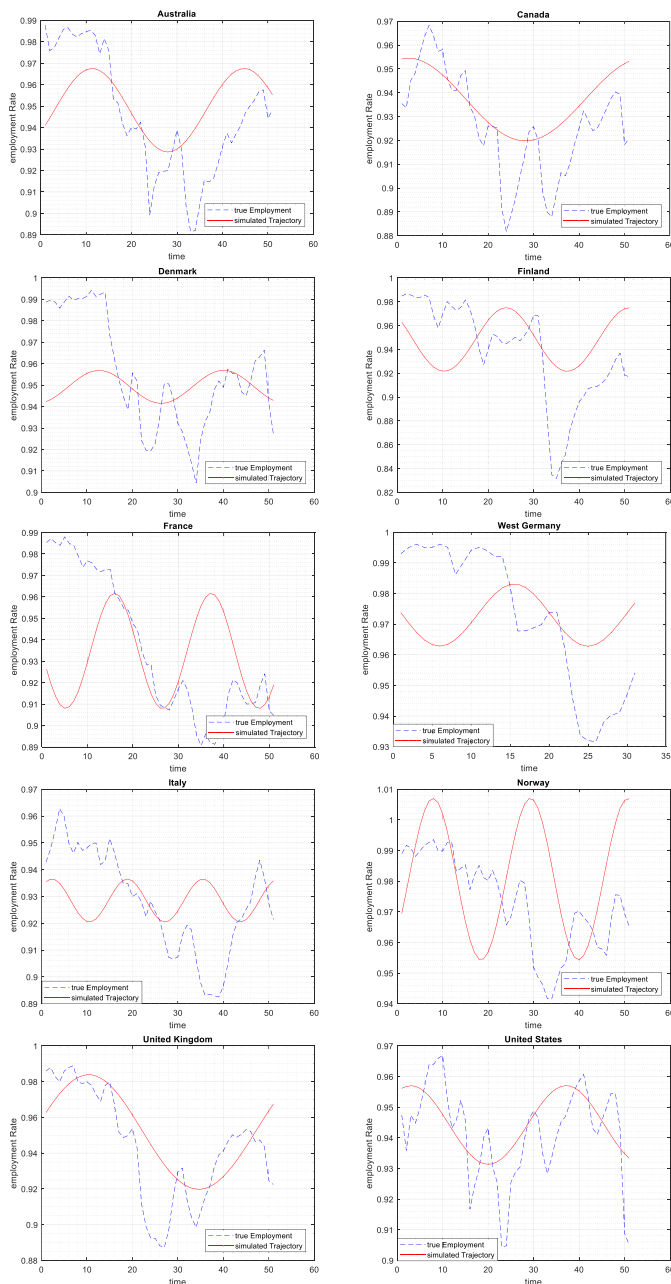 Australia
employment Rate
0.99
0.98
0.97
0.96
0.95
0.94
0.93
0.92
0.91
0.9
0.89
0 10 20 30 40 50 60
time
true Employment
simulated Trajectory
Canada
employment Rate
0.97
0.96
0.95
0.94
0.93
0.92
0.91
0.9
0.89
0.88
0 10 20 30 40 50 60
time
true Employment
simulated Trajectory
Denmark
employment Rate
1
0.99
0.98
0.97
0.96
0.95
0.94
0.93
0.92
0.91
0.9
0 10 20 30 40 50 60
time
true Employment
simulated Trajectory
Finland
employment Rate
1
0.98
0.96
0.94
0.92
0.9
0.88
0.86
0.84
0.82
0 10 20 30 40 50 60
time
true Employment
simulated Trajectory
France
employment Rate
0.99
0.98
0.97
0.96
0.95
0.94
0.93
0.92
0.91
0.9
0.89
0 10 20 30 40 50 60
time
true Employment
simulated Trajectory
West Germany
employment Rate
1
0.99
0.98
0.97
0.96
0.95
0.94
0.93
0 5 10 15 20 25 30 35
time
true Employment
simulated Trajectory
Italy
employment Rate
0.97
0.96
0.95
0.94
0.93
0.92
0.91
0.9
0.89
0 10 20 30 40 50 60
time
true Employment
simulated Trajectory
Norway
employment Rate
1.01
1
0.99
0.98
0.97
0.96
0.95
0.94
0 10 20 30 40 50 60
time
true Employment
simulated Trajectory
United Kingdom
employment Rate
1
0.98
0.96
0.94
0.92
0.9
0.88
0 10 20 30 40 50 60
time
true Employment
simulated Trajectory
United States
employment Rate
0.97
0.96
0.95
0.94
0.93
0.92
0.91
0.9
0 10 20 30 40 50 60
time
true Employment
simulated Trajectory